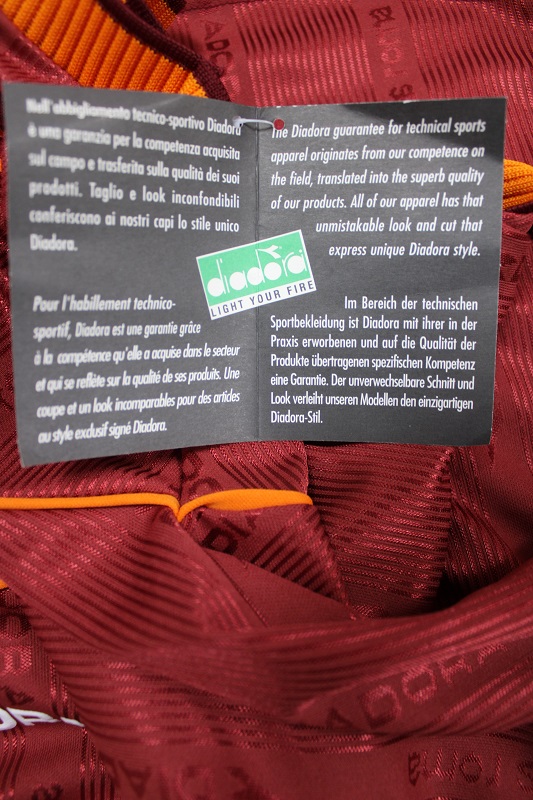 Nell'abbigliamento tecnico-sportivo Diadora
è una garanzia per la competenza acquisita
sul campo e trasferita sulla qualità dei suoi
prodotti. Taglio e look inconfondibili
conferiscono ai nostri capi lo stile unico
Diadora.
Pour l'habillement technico-
sportif, Diadora est une garantie grâce
à la compétence qu'elle a acquise dans le secteur
et qui se reflète sur la qualité de ses produits. Une
coupe et un look incomparables pour des articles
au style exclusif signé Diadora.
The Diadora guarantee for technical sports
apparel originates from our competence on
the field, translated into the superb quality
of our products. All of our apparel has that
unmistakable look and cut that
express unique Diadora style.
Im Bereich der technischen
Sportbekleidung ist Diadora mit ihrer in der
Praxis erworbenen und auf die Qualität der
Produkte übertragenen spezifischen Kompetenz
eine Garantie. Der unverwechselbare Schnitt und
Look verleiht unseren Modellen den einzigartigen
Diadora-Stil.
diadora
LIGHT YOUR FIRE